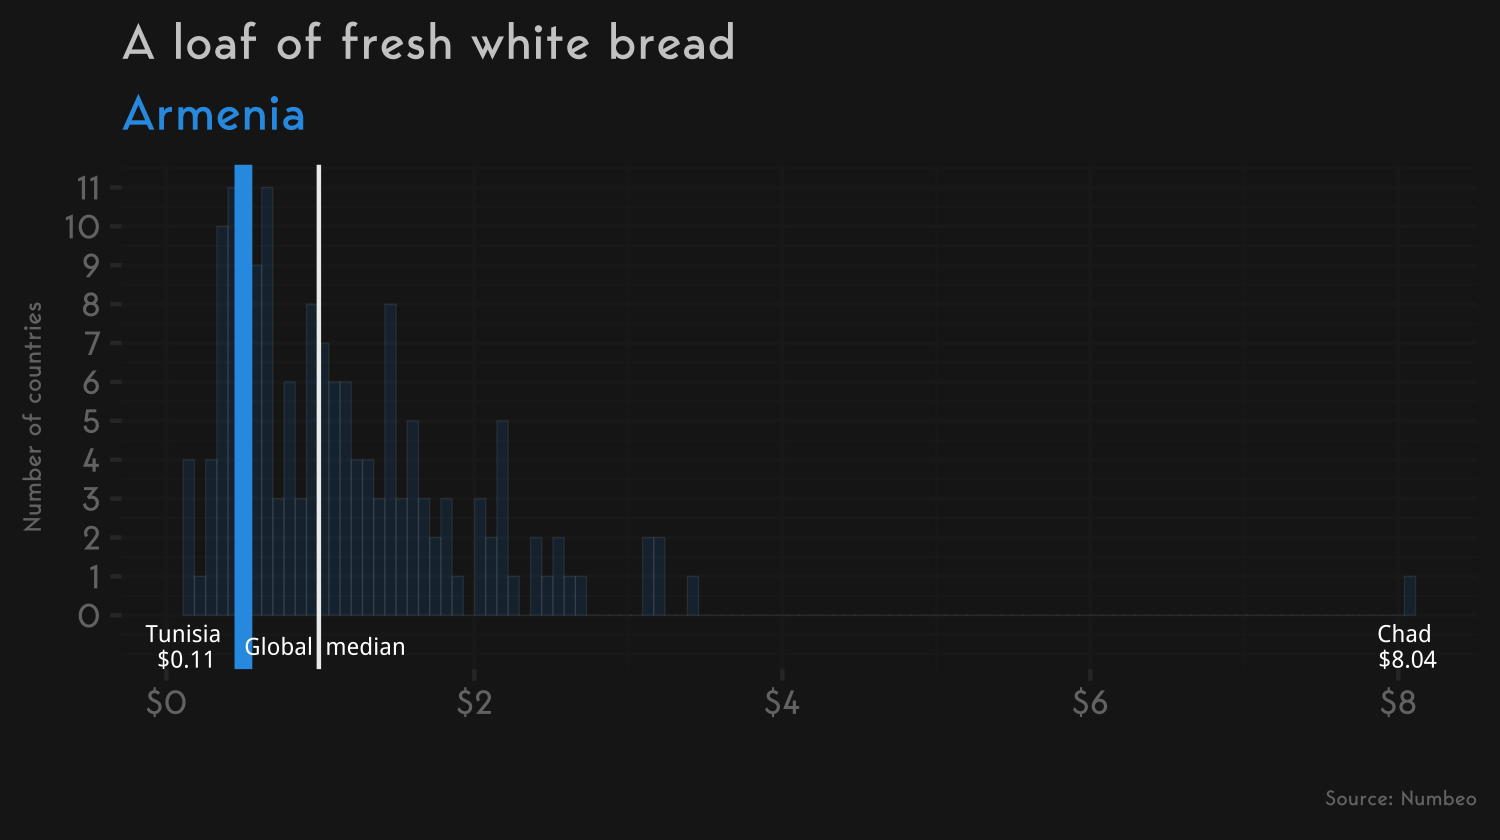 A loaf of fresh white bread
Armenia
Number of countries
11
10
9
8
7
6
5
4
3
2
1
0
Tunisia
$0.11
Global median
Chad
$8.04
$0 $2 $4 $6 $8
Source: Numbeo